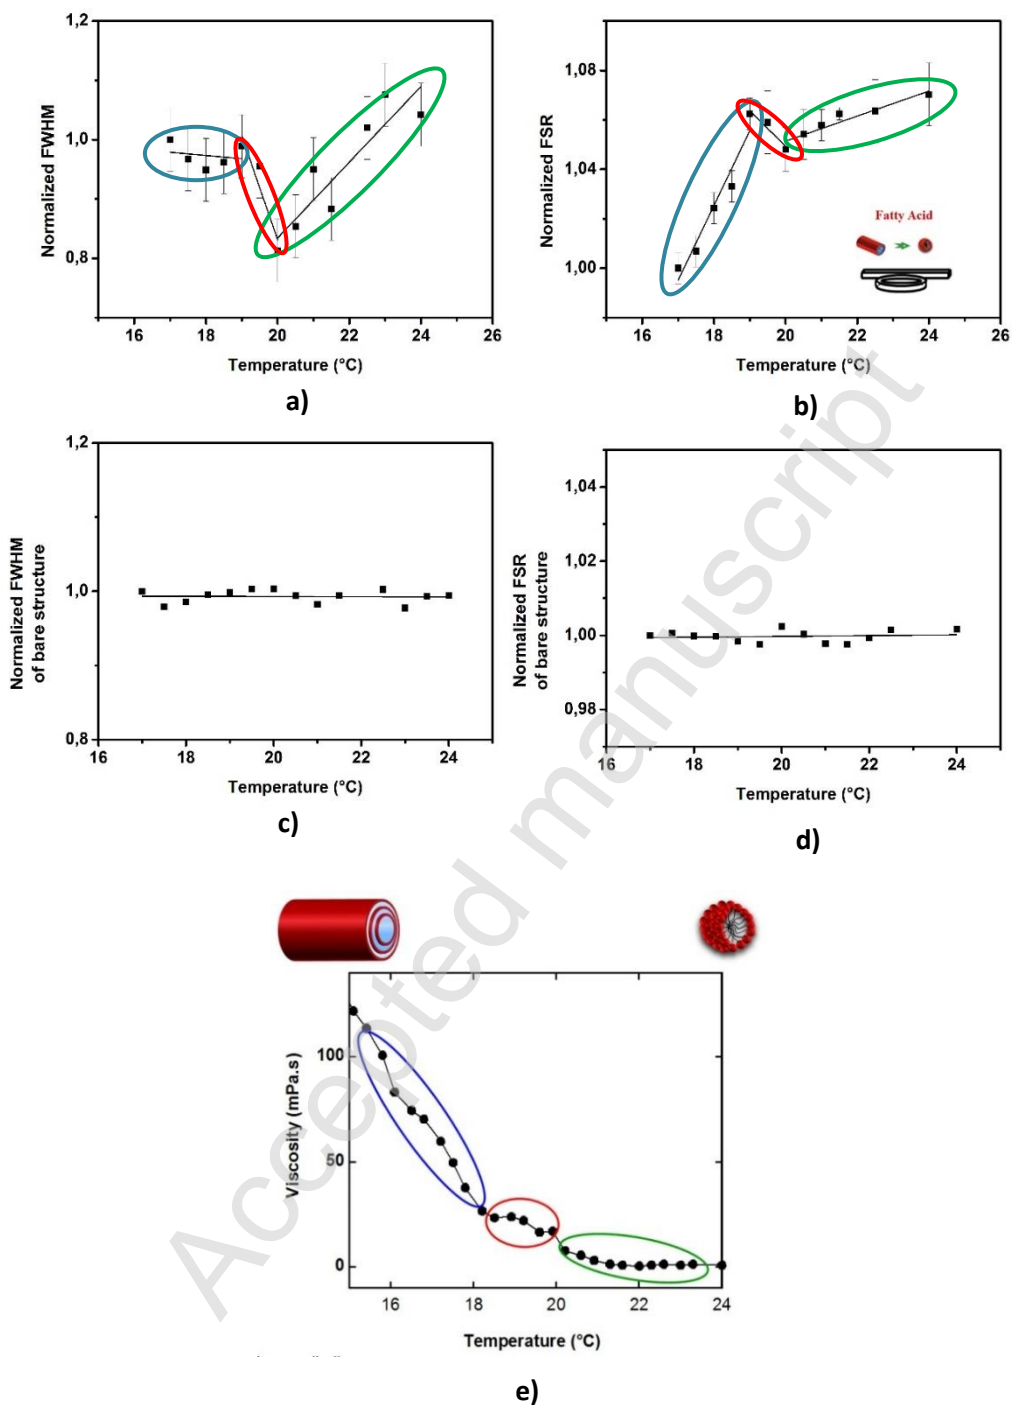 1,2
1,0
0,8
Normalized FWHM
16 18 20 22 24 26
Temperature (°C)
a)
1,08
1,04
1,00
Normalized FSR
Fatty Acid
16 18 20 22 24 26
Temperature (°C)
b)
1,2
1,0
0,8
Normalized FWHM
of bare structure
16 18 20 22 24
Temperature (°C)
c)
1,04
1,02
1,00
0,98
Normalized FSR
of bare structure
16 18 20 22 24
Temperature (°C)
d)
100
50
0
Viscosity (mPa.s)
16 18 20 22 24
Temperature (°C)
e)
Accepted manuscript